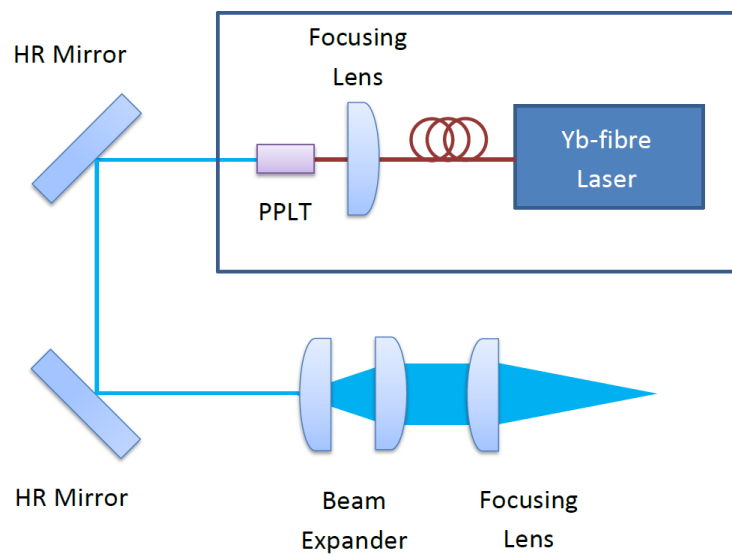 HR Mirror
Focusing
Lens
Yb-fibre
Laser
PPLT
HR Mirror
Beam
Expander
Focusing
Lens